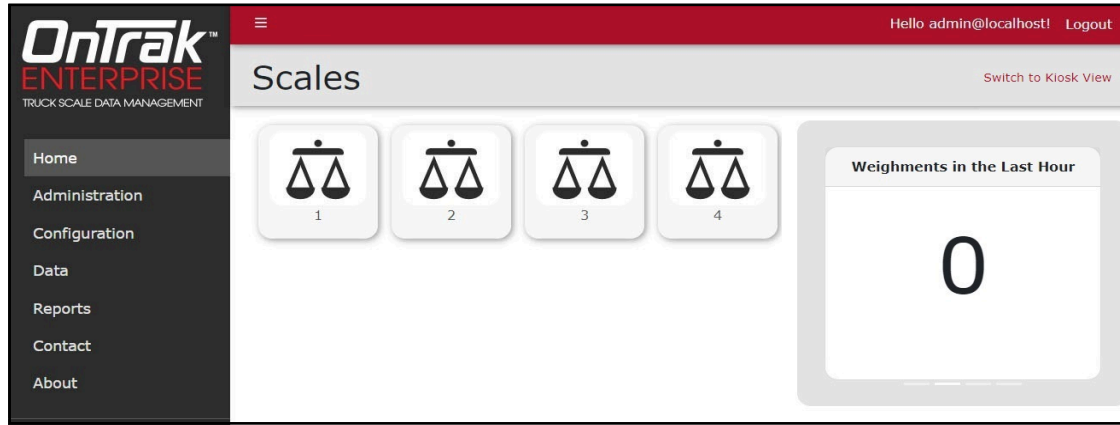 OnTrak™
ENTERPRISE
TRUCK SCALE DATA MANAGEMENT
Home
Administration
Configuration
Data
Reports
Contact
About
Hello admin@localhost! Logout
Scales
Switch to Kiosk View
1 2 3 4
Weighments in the Last Hour
0